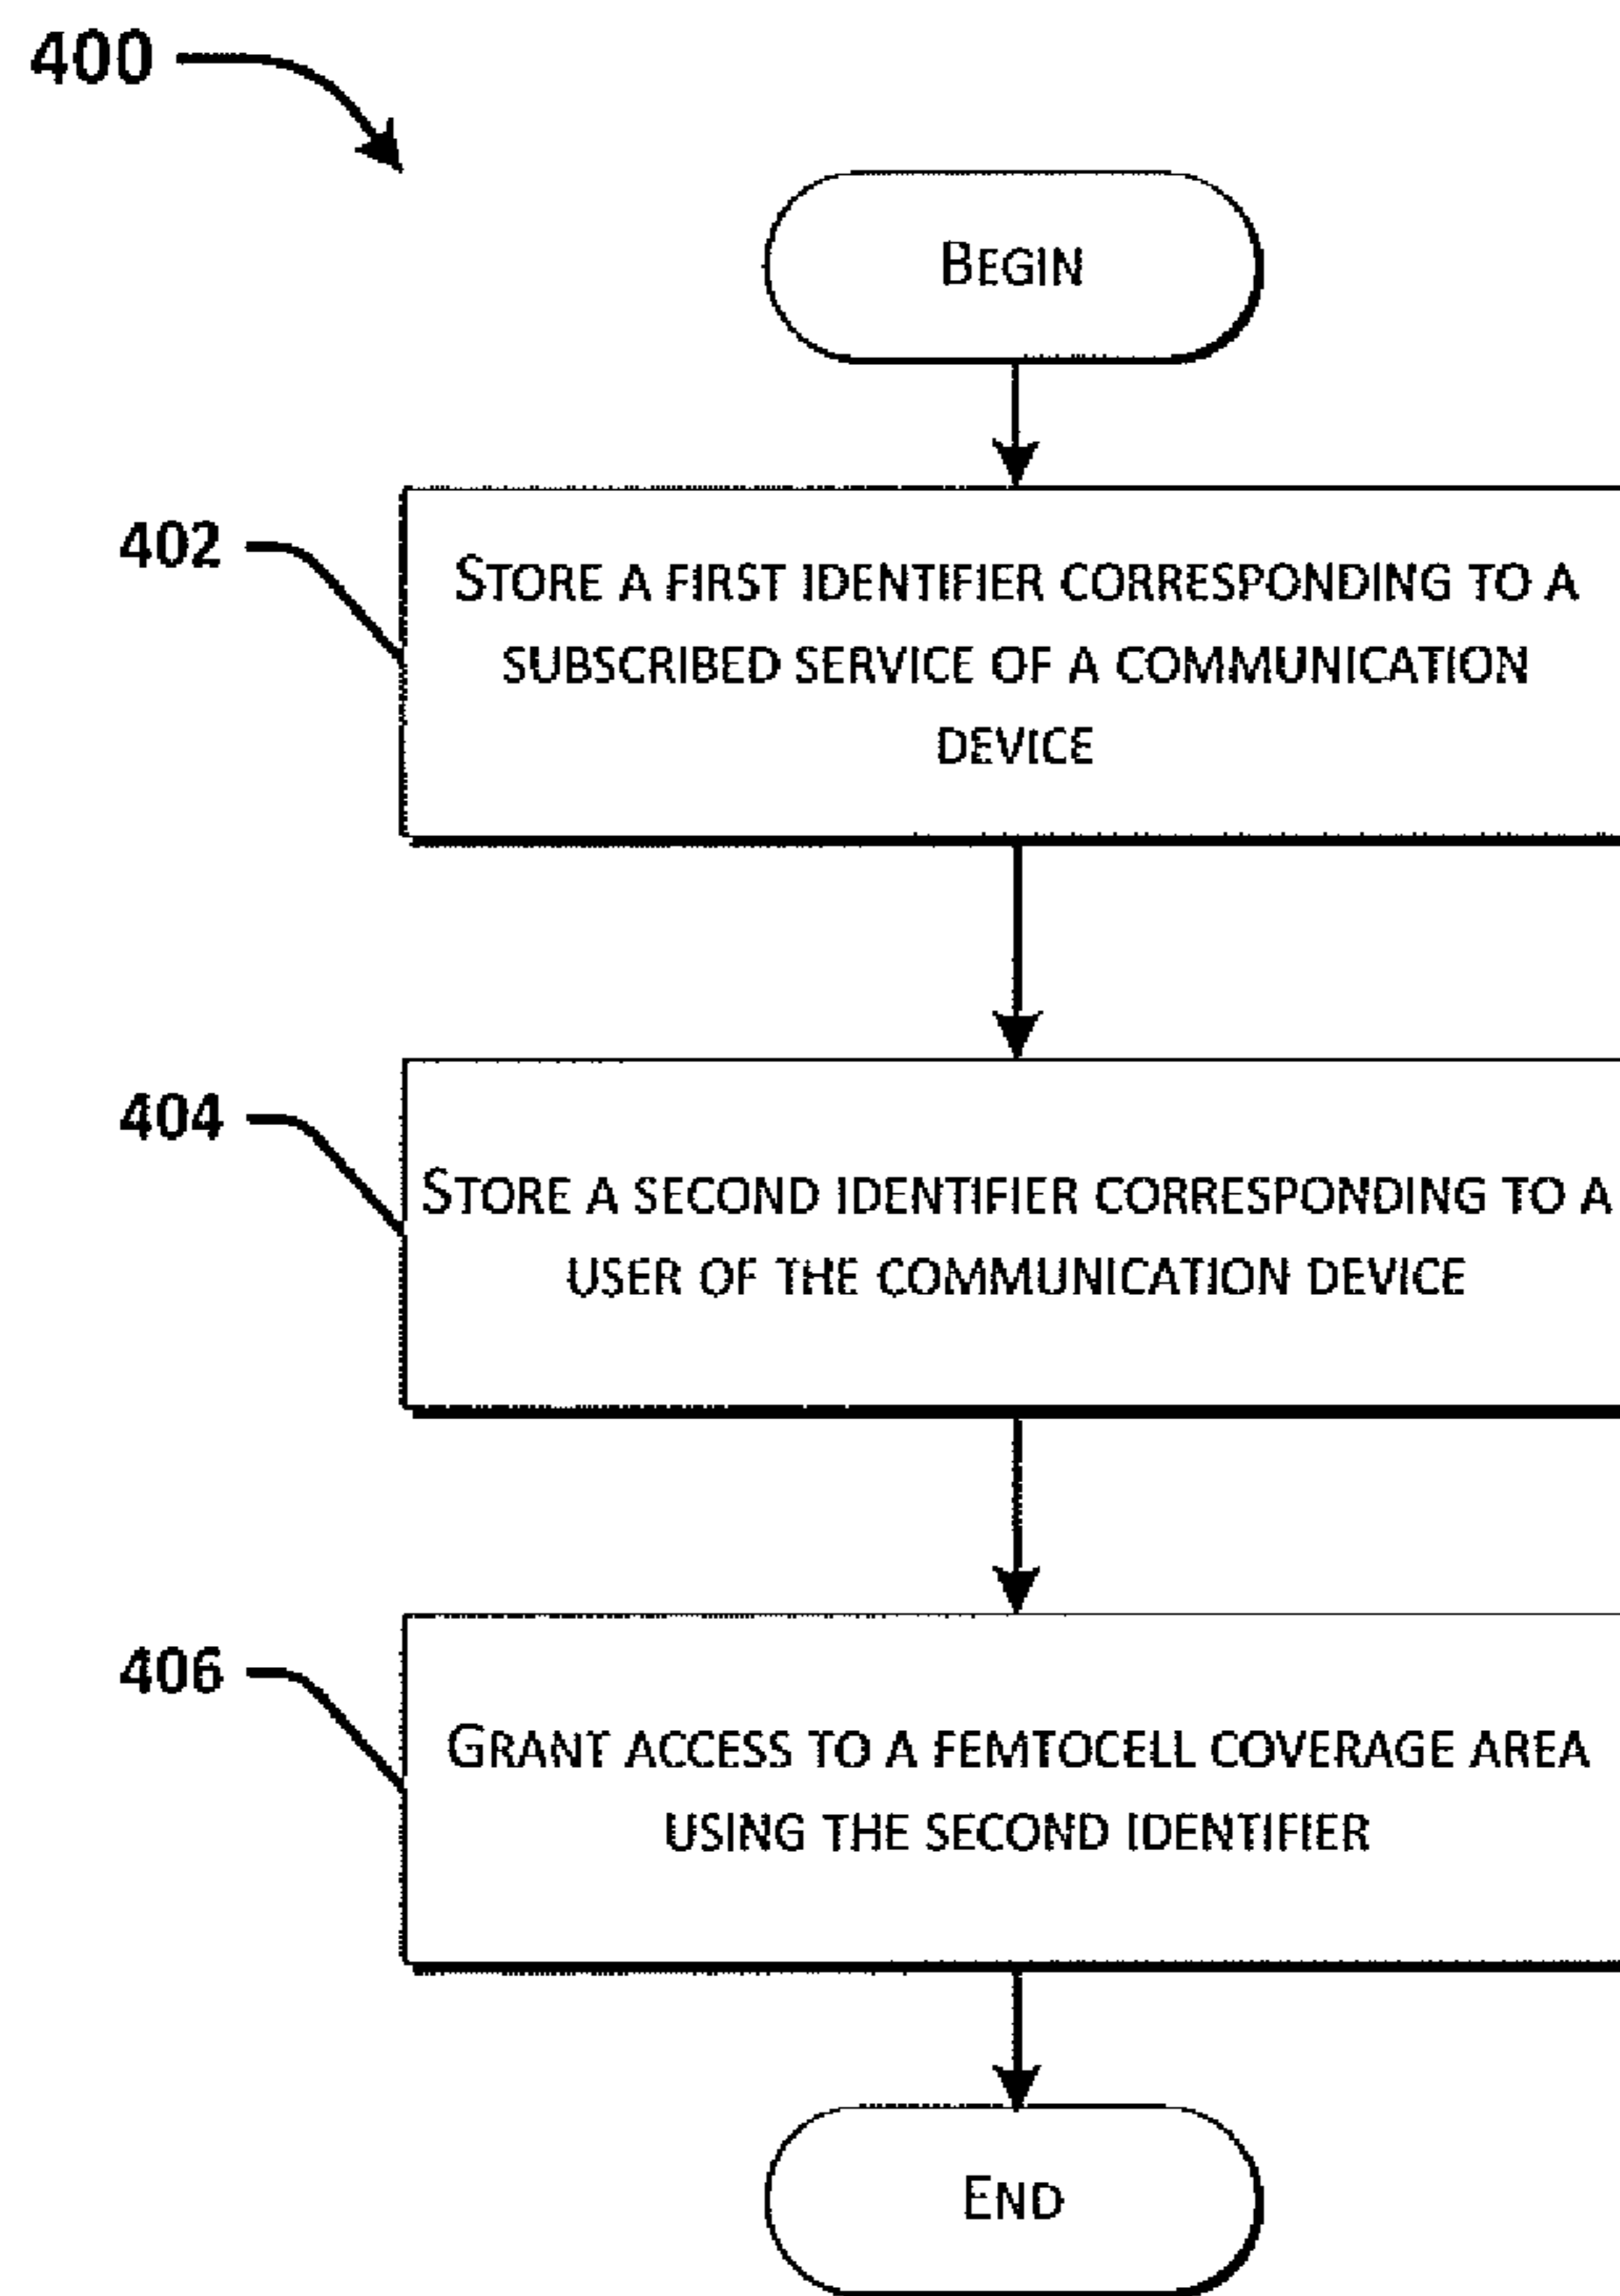 400
BEGIN
402
STORE A FIRST IDENTIFIER CORRESPONDING TO A
SUBSCRIBED SERVICE OF A COMMUNICATION
DEVICE
404
STORE A SECOND IDENTIFIER CORRESPONDING TO A
USER OF THE COMMUNICATION DEVICE
406
GRANT ACCESS TO A FEMTOCELL COVERAGE AREA
USING THE SECOND IDENTIFIER
END